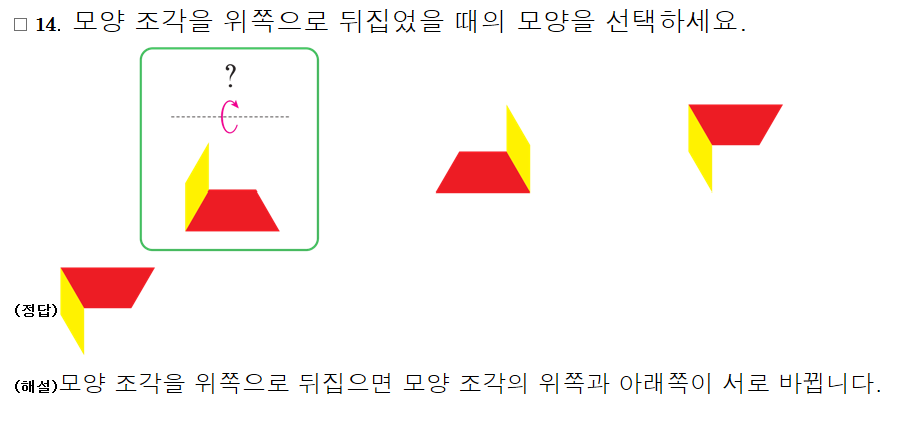 □ 14. 모양 조각을 위쪽으로 뒤집었을 때의 모양을 선택하세요.
?
(정답)
(해설)모양 조각을 위쪽으로 뒤집으면 모양 조각의 위쪽과 아래쪽이 서로 바뀝니다.